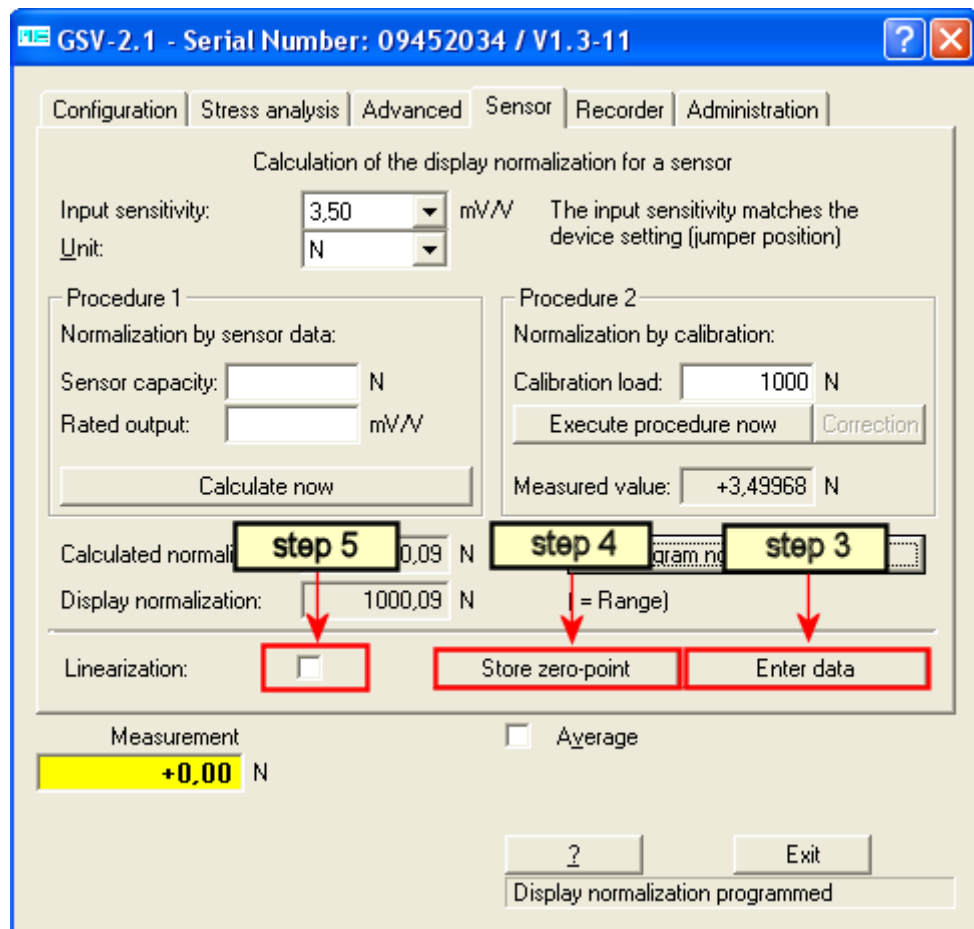 GSV-2.1 - Serial Number: 09452034 / V1.3-11
Configuration Stress analysis Advanced Sensor Recorder Administration
Calculation of the display normalization for a sensor
Input sensitivity: 3,50 mV/V The input sensitivity matches the
Unit: N device setting (jumper position)
Procedure 1
Normalization by sensor data:
Sensor capacity: N
Rated output: mV/V
Calculate now
Procedure 2
Normalization by calibration:
Calibration load: 1000 N
Execute procedure now Correction
Measured value: +3,49968 N
step 5 step 4 step 3
Calculated 0,09 N
Display normalization: 1000,09 N = Range)
Linearization: Store zero-point Enter data
Measurement Average
+0,00 N
? Exit
Display normalization programmed